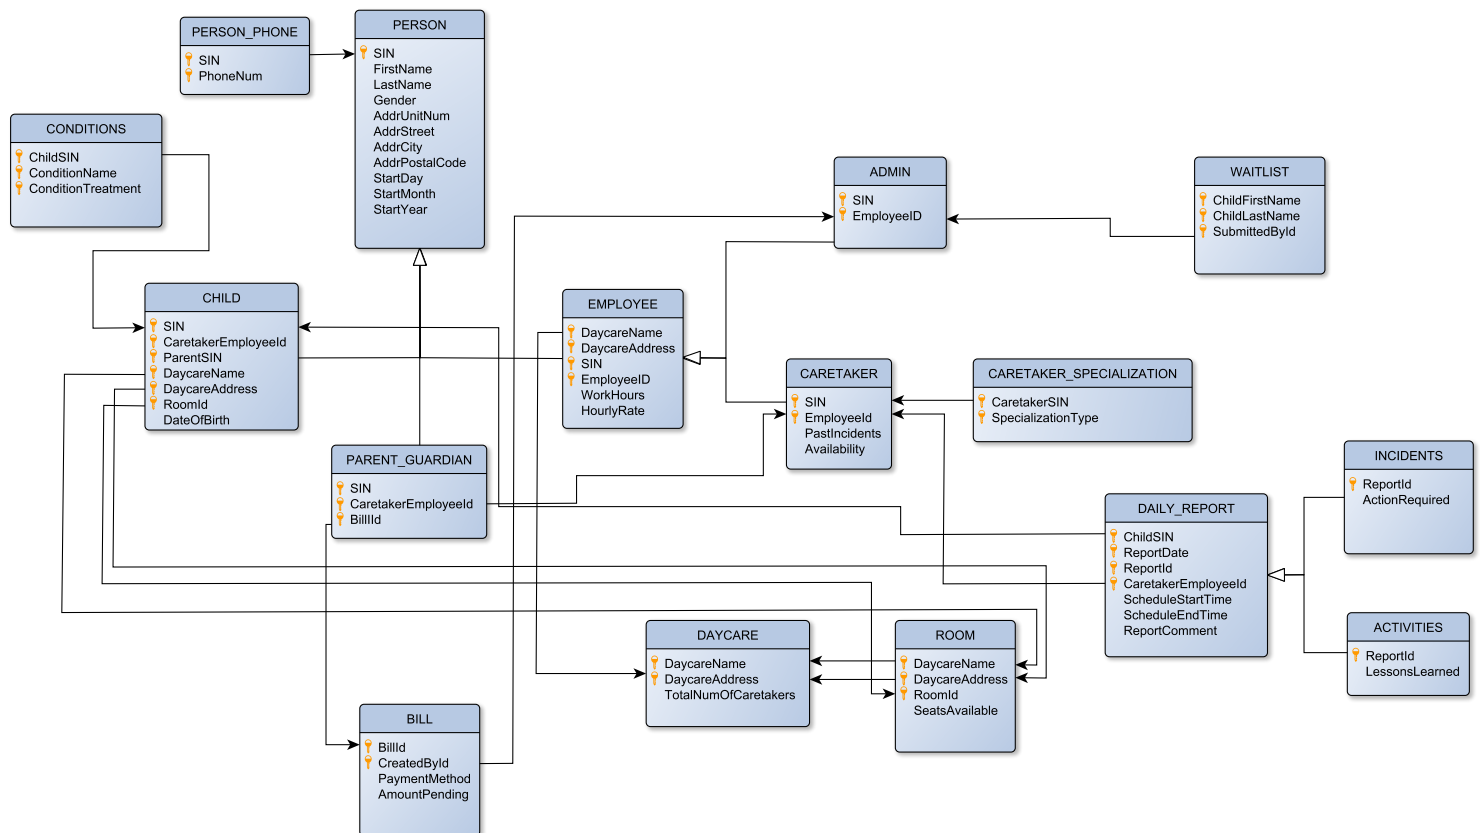 PERSON_PHONE
SIN
PhoneNum
PERSON
SIN
FirstName
LastName
Gender
AddrUnitNum
AddrStreet
AddrCity
AddrPostalCode
StartDay
StartMonth
StartYear
CONDITIONS
ChildSIN
ConditionName
ConditionTreatment
ADMIN
SIN
EmployeeID
WAITLIST
ChildFirstName
ChildLastName
SubmittedById
CHILD
SIN
CaretakerEmployeeId
ParentSIN
DaycareName
DaycareAddress
RoomId
DateOfBirth
EMPLOYEE
DaycareName
DaycareAddress
SIN
EmployeeID
WorkHours
HourlyRate
CARETAKER
SIN
EmployeeId
PastIncidents
Availability
CARETAKER_SPECIALIZATION
CaretakerSIN
SpecializationType
PARENT_GUARDIAN
SIN
CaretakerEmployeeId
BillIId
INCIDENTS
ReportId
ActionRequired
DAILY_REPORT
ChildSIN
ReportDate
ReportId
CaretakerEmployeeId
ScheduleStartTime
ScheduleEndTime
ReportComment
ACTIVITIES
ReportId
LessonsLearned
DAYCARE
DaycareName
DaycareAddress
TotalNumOfCaretakers
ROOM
DaycareName
DaycareAddress
RoomId
SeatsAvailable
BILL
BillId
CreatedById
PaymentMethod
AmountPending